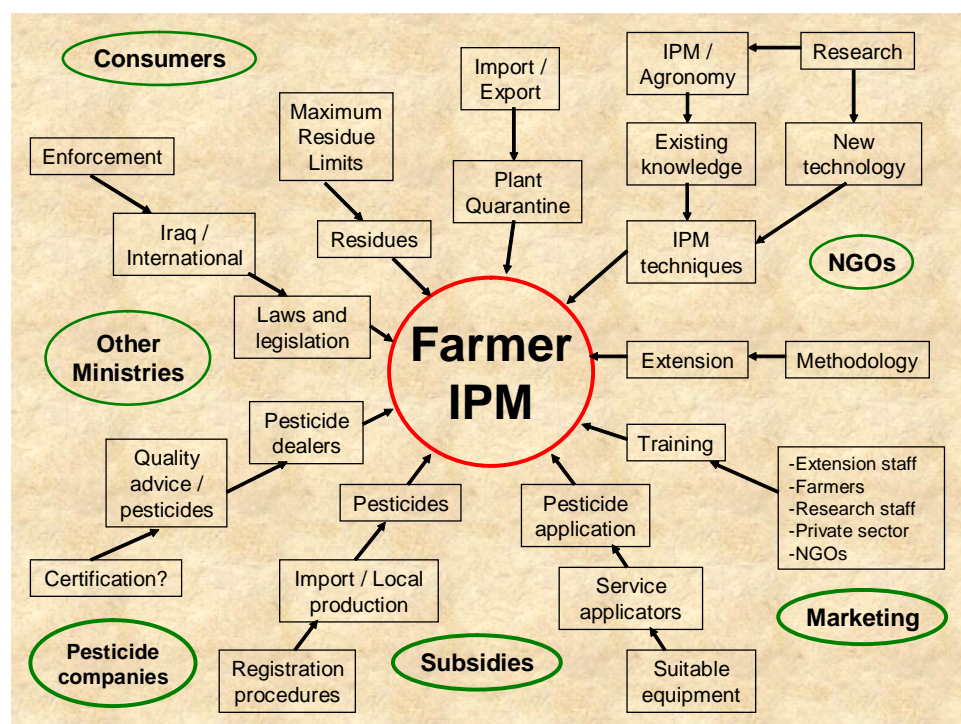 Consumers
Import /
Export
IPM /
Agronomy
Research
Maximum
Residue
Limits
Enforcement
Existing
knowledge
New
technology
Plant
Quarantine
Iraq /
International
Residues
IPM
techniques
NGOs
Laws and
legislation
Other
Ministries
Farmer
IPM
Extension
Methodology
Pesticide
dealers
Training
Quality
advice /
pesticides
-Extension staff
-Farmers
-Research staff
-Private sector
-NGOs
Pesticides
Pesticide
application
Certification?
Import / Local
production
Service
applicators
Marketing
Pesticide
companies
Registration
procedures
Subsidies
Suitable
equipment